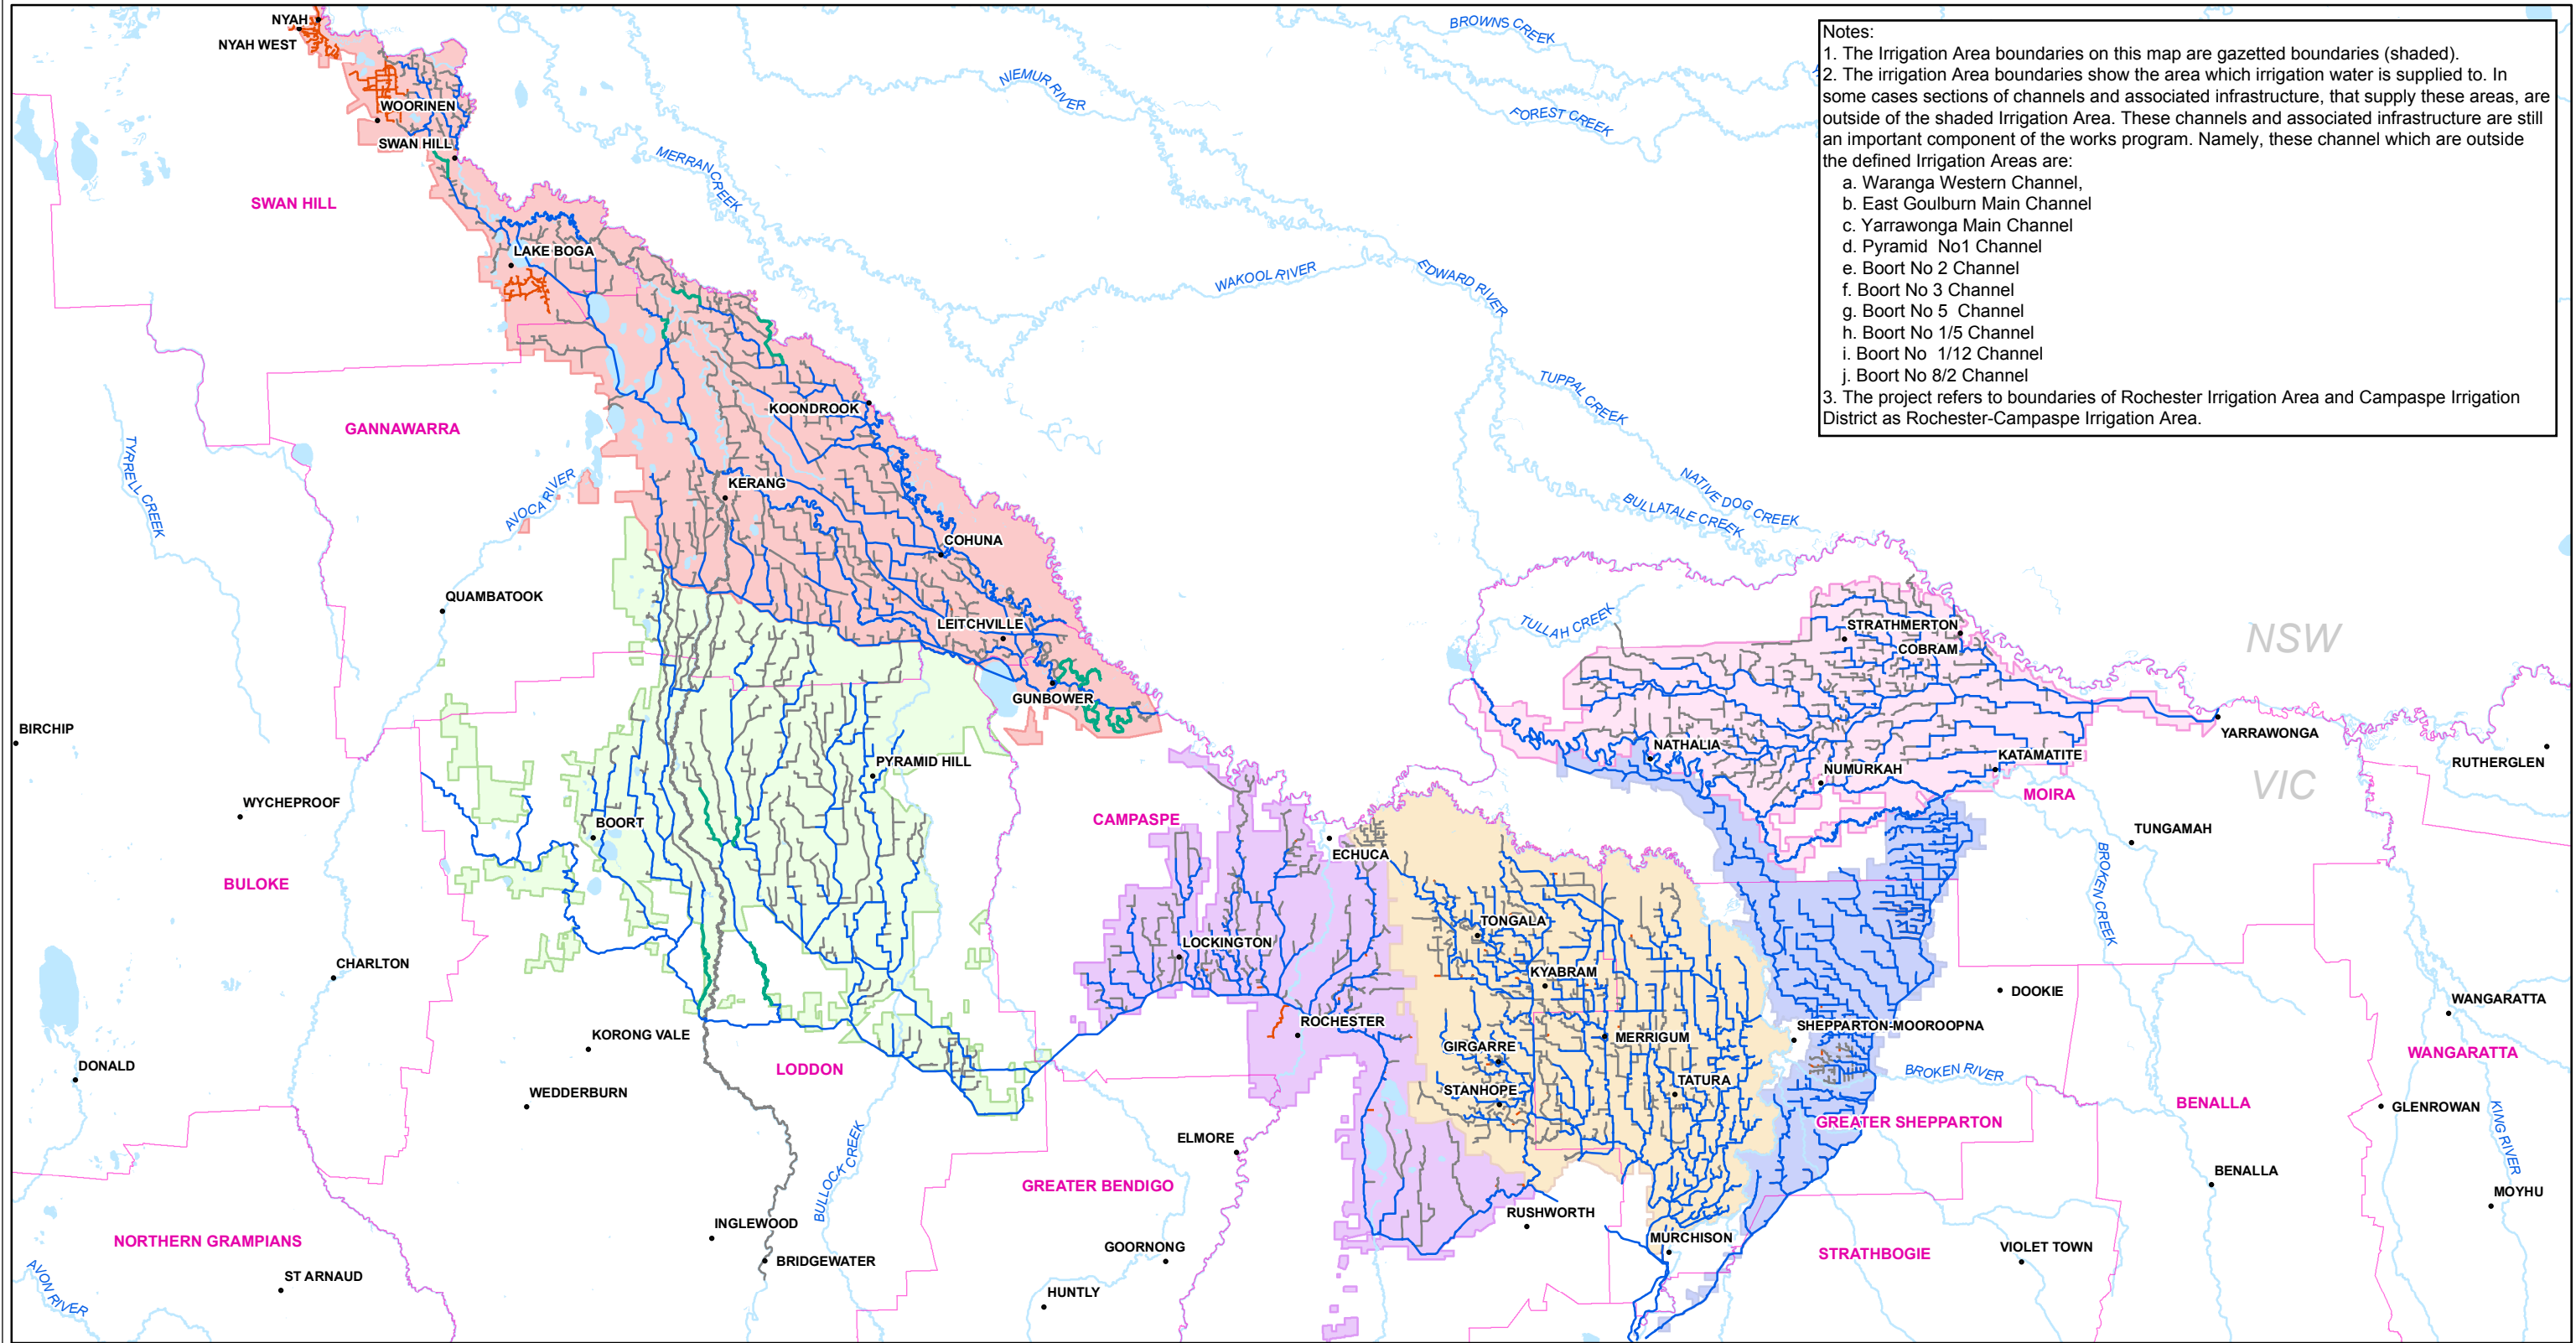 Notes:
1. The Irrigation Area boundaries on this map are gazetted boundaries (shaded).
2. The irrigation Area boundaries show the area which irrigation water is supplied to. In
some cases sections of channels and associated infrastructure, that supply these areas, are
outside of the shaded Irrigation Area. These channels and associated infrastructure are still
an important component of the works program. Namely, these channel which are outside
the defined Irrigation Areas are:
a. Waranga Western Channel,
b. East Goulburn Main Channel
c. Yarrawonga Main Channel
d. Pyramid  No1 Channel
e. Boort No 2 Channel
f. Boort No 3 Channel
g. Boort No 5  Channel
h. Boort No 1/5 Channel
i. Boort No  1/12 Channel
j. Boort No 8/2 Channel
3. The project refers to boundaries of Rochester Irrigation Area and Campaspe Irrigation
District as Rochester-Campaspe Irrigation Area.
NYAH
NYAH WEST
BROWNS CREEK
NIEMUR RIVER
WOORINEN
FOREST CREEK
SWAN HILL
MERRAN CREEK
SWAN HILL
LAKE BOGA
WAKOOL RIVER
EDWARD RIVER
TUPPAL CREEK
KOONDROOK
GANNAWARRA
TYRRELL CREEK
AVOCA RIVER
KERANG
NATIVE DOG CREEK
BULLATALE CREEK
COHUNA
QUAMBATOOK
LEITCHVILLE
TULLAH CREEK
STRATHMERTON
COBRAM
NSW
GUNBOWER
BIRCHIP
YARRAWONGA
NATHALIA
KATAMATITE
RUTHERGLEN
PYRAMID HILL
NUMURKAH
MOIRA
VIC
WYCHEPROOF
BOORT
CAMPASPE
TUNGAMAH
ECHUCA
BROKEN CREEK
BULOKE
TONGALA
LOCKINGTON
CHARLTON
KYABRAM
DOOKIE
WANGARATTA
ROCHESTER
SHEPPARTON-MOOROOPNA
KORONG VALE
MERRIGUM
GIRGARRE
WANGARATTA
DONALD
LODDON
BROKEN RIVER
TATURA
STANHOPE
WEDDERBURN
BENALLA
GLENROWAN
GREATER SHEPPARTON
KING RIVER
ELMORE
BULLOCK CREEK
BENALLA
GREATER BENDIGO
MOYHU
RUSHWORTH
INGLEWOOD
MURCHISON
NORTHERN GRAMPIANS
GOORNONG
STRATHBOGIE
VIOLET TOWN
BRIDGEWATER
ST ARNAUD
AVON RIVER
HUNTLY